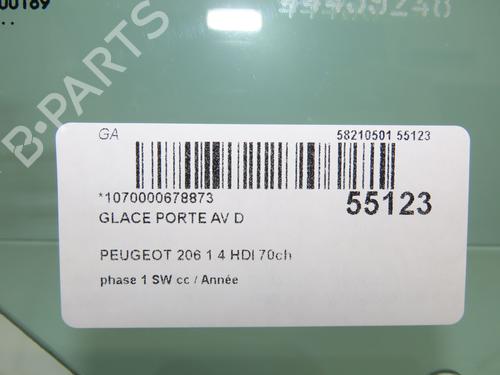 00189
B-PARTS
GA
58210501 55123
*1070000678873
55123
GLACE PORTE AV D
PEUGEOT 206 1 4 HDI 70ch
phase 1 SW cc / Année